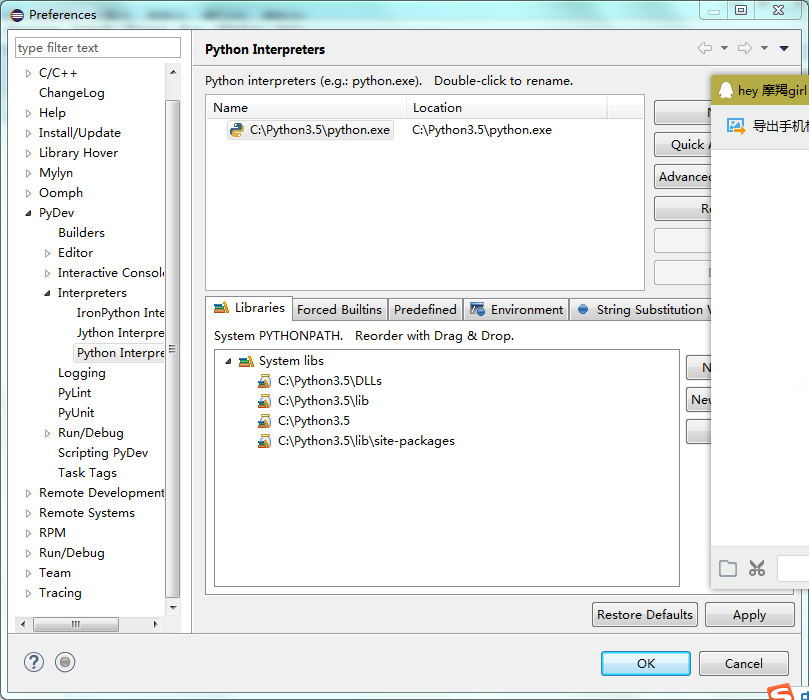 Preferences
type filter text
C/C++
ChangeLog
Help
Install/Update
Library Hover
Mylyn
Oomph
PyDev
Builders
Editor
Interactive Consol
Interpreters
IronPython Inte
Jython Interpre
Python Interpre
Logging
PyLint
PyUnit
Run/Debug
Scripting PyDev
Task Tags
Remote Development
Remote Systems
RPM
Run/Debug
Team
Tracing
Python Interpreters
Python interpreters (e.g.: python.exe). Double-click to rename.
Name Location
C:\Python3.5\python.exe C:\Python3.5\python.exe
Quick
Advanced
Re
Libraries Forced Builtins Predefined Environment String Substitution
System PYTHONPATH. Reorder with Drag & Drop.
System libs
C:\Python3.5\DLLs
C:\Python3.5\lib
C:\Python3.5
C:\Python3.5\lib\site-packages
N
New
hey 摩羯girl
导出手机
Restore Defaults Apply
OK Cancel